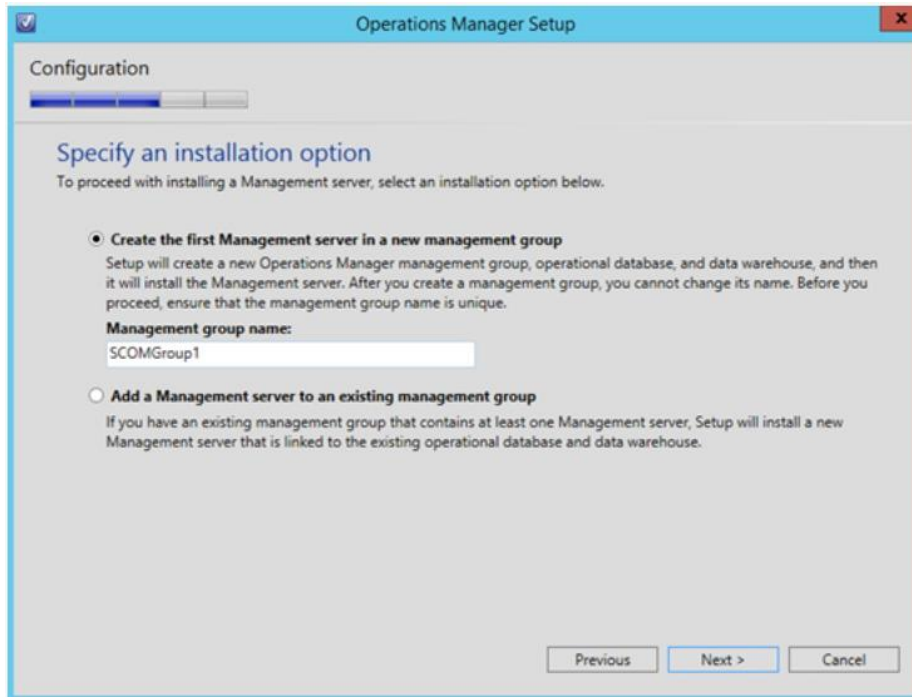 Operations Manager Setup
x
Configuration
Specify an installation option
To proceed with installing a Management server, select an installation option below.
Create the first Management server in a new management group
Setup will create a new Operations Manager management group, operational database, and data warehouse, and then
it will install the Management server. After you create a management group, you cannot change its name. Before you
proceed, ensure that the management group name is unique.
Management group name:
SCOMGroup1
Add a Management server to an existing management group
If you have an existing management group that contains at least one Management server, Setup will install a new
Management server that is linked to the existing operational database and data warehouse.
Previous Next > Cancel